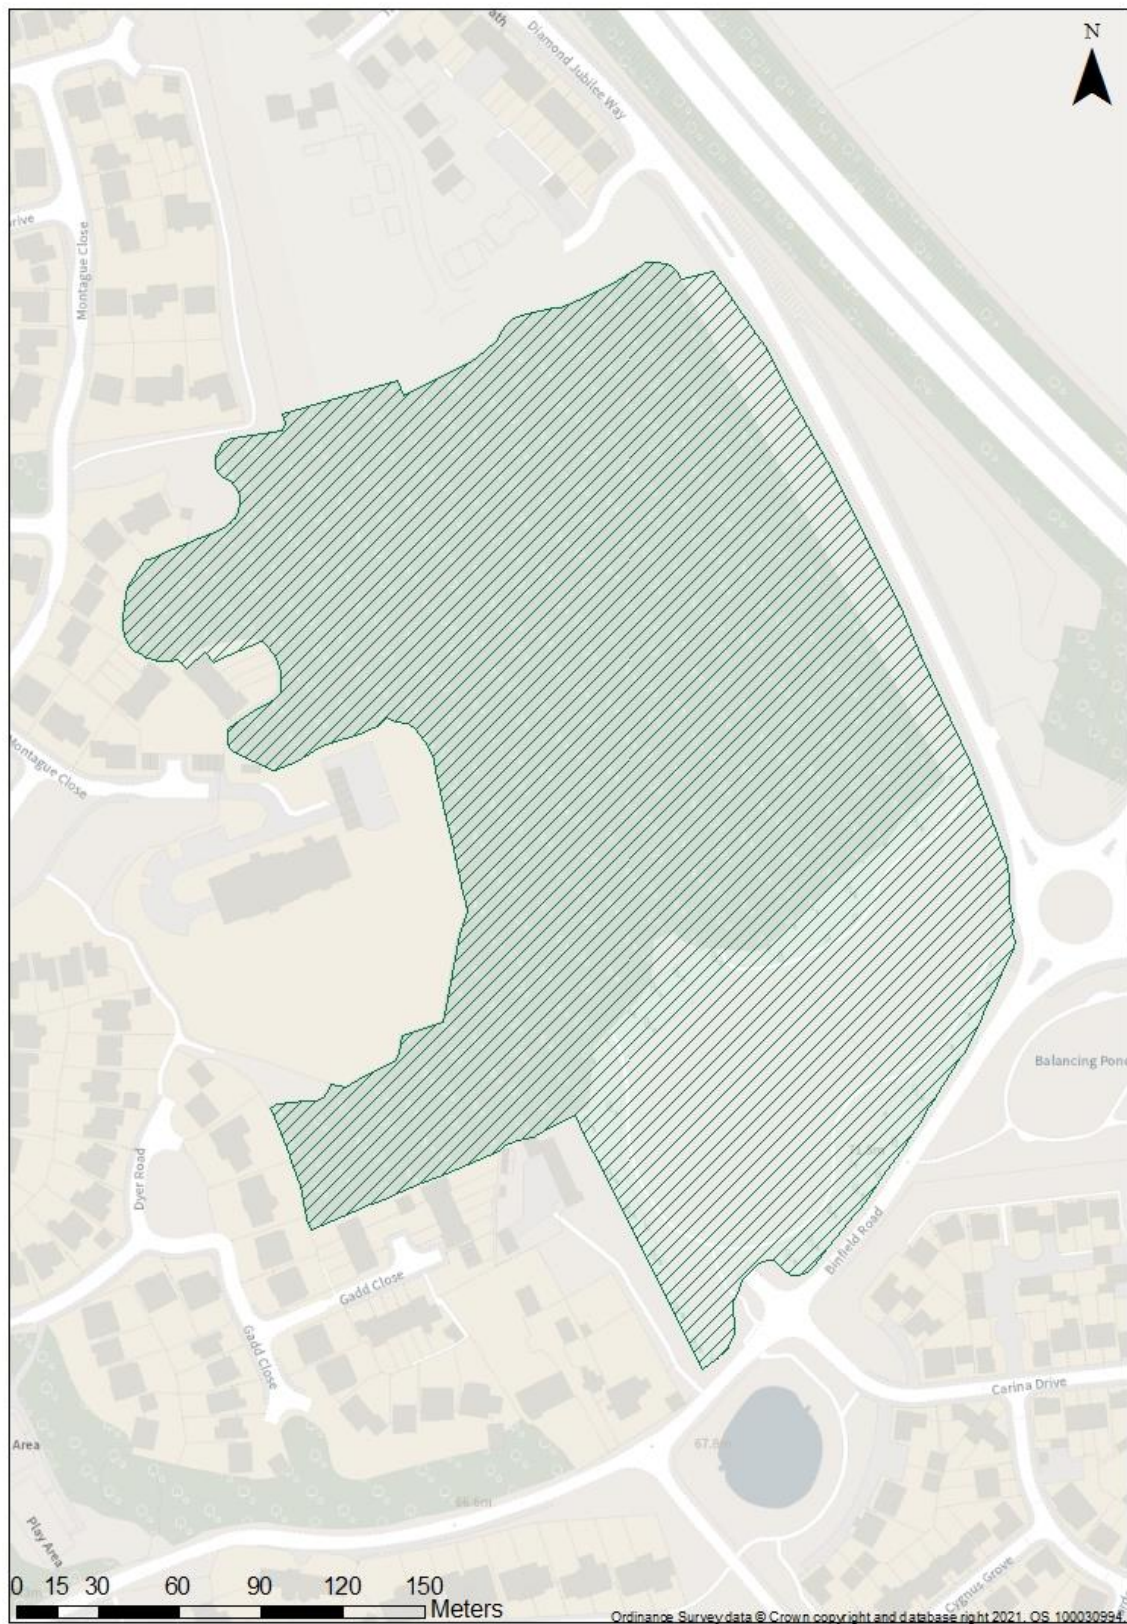 N
Diamond Jubilee Way
Montague Close
Montague Close
Balancing Pond
Dyer Road
Binfield Road
Gadd Close
Gadd Close
Carina Drive
Area
67.8m
66.6m
Play Area
Cygnus Grove
0 15 30 60 90 120 150
Meters
Ordnance Survey data © Crown copyright and database right 2021. OS 100030994.